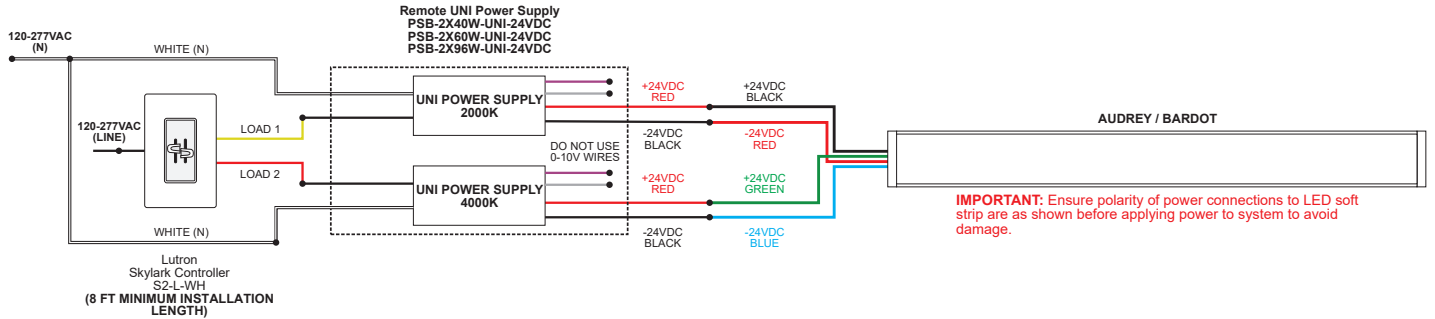 Remote UNI Power Supply
PSB-2X40W-UNI-24VDC
PSB-2X60W-UNI-24VDC
PSB-2X96W-UNI-24VDC
120-277VAC
(N)
WHITE (N)
120-277VAC
(LINE)
LOAD 1
LOAD 2
WHITE (N)
Lutron
Skylark Controller
S2-L-WH
(8 FT MINIMUM INSTALLATION
LENGTH)
UNI POWER SUPPLY
2000K
DO NOT USE
0-10V WIRES
UNI POWER SUPPLY
4000K
+24VDC
RED
+24VDC
BLACK
-24VDC
BLACK
-24VDC
RED
+24VDC
RED
+24VDC
GREEN
-24VDC
BLACK
-24VDC
BLUE
AUDREY / BARDOT
IMPORTANT: Ensure polarity of power connections to LED soft
strip are as shown before applying power to system to avoid
damage.